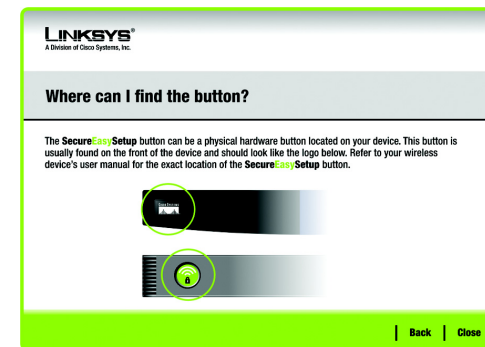 LINKSYS®
A Division of Cisco Systems, Inc.
Where can I find the button?
The SecureEasySetup button can be a physical hardware button located on your device. This button is
usually found on the front of the device and should look like the logo below. Refer to your wireless
device's user manual for the exact location of the SecureEasySetup button.
Back | Close